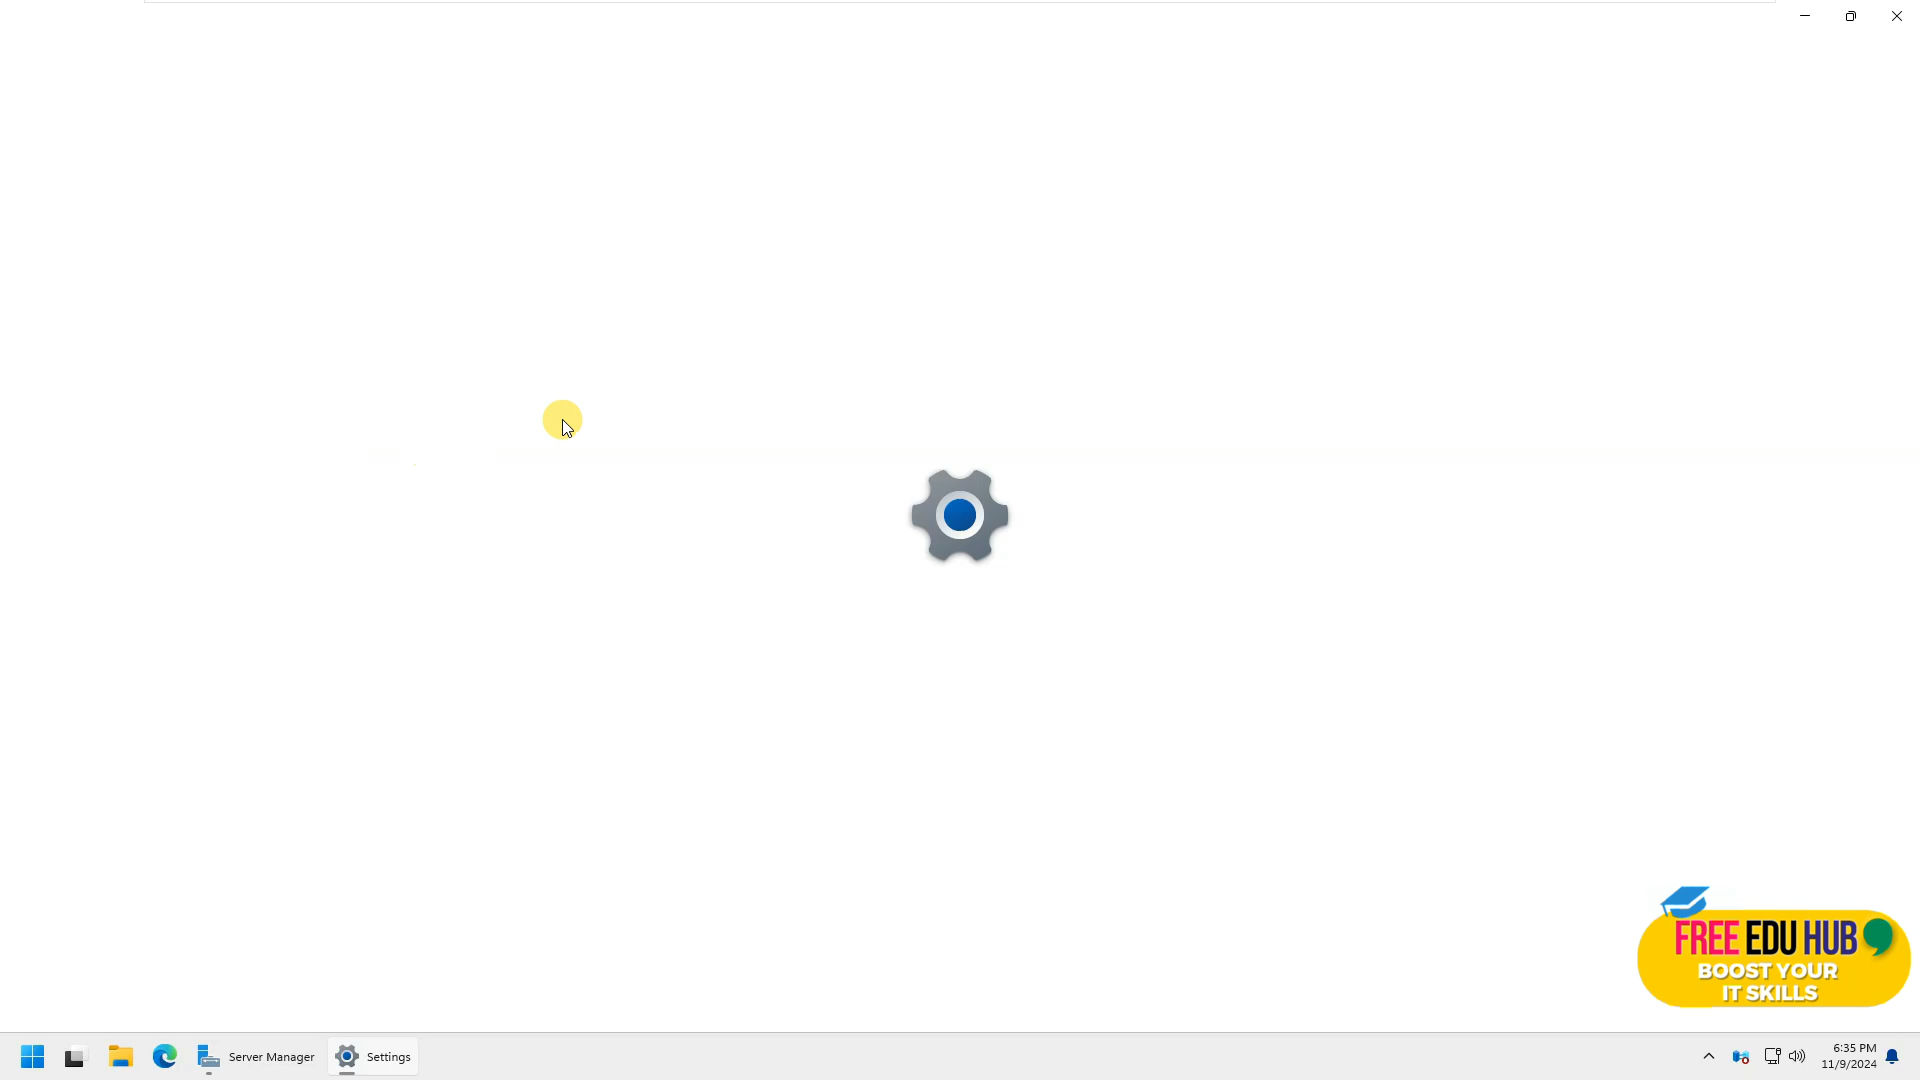 FREE EDU HUB
BOOST YOUR
IT SKILLS
Server Manager
Settings
6:35 PM
11/9/2024